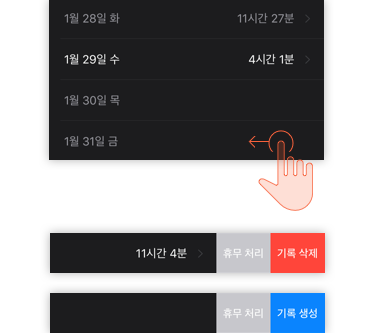 1월 28일 화 11시간 27분
1월 29일 수 4시간 1분
1월 30일 목
1월 31일 금
11시간 4분 휴무 처리 기록 삭제
휴무 처리 기록 생성